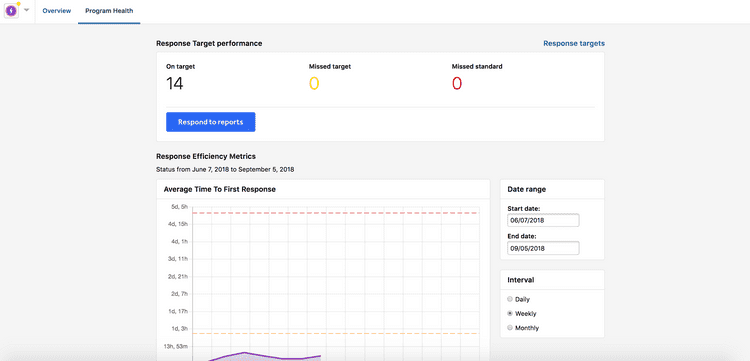 Overview
Program Health
Response Target performance
Response targets
On target
Missed target
Missed standard
14
0
0
Respond to reports
Response Efficiency Metrics
Status from June 7, 2018 to September 5, 2018
Average Time To First Response
5d, 5h
4d, 15h
4d, 1h
3d, 11h
2d, 21h
2d, 7h
1d, 17h
1d, 3h
13h, 53m
Date range
Start date:
06/07/2018
End date:
09/05/2018
Interval
Daily
Weekly
Monthly